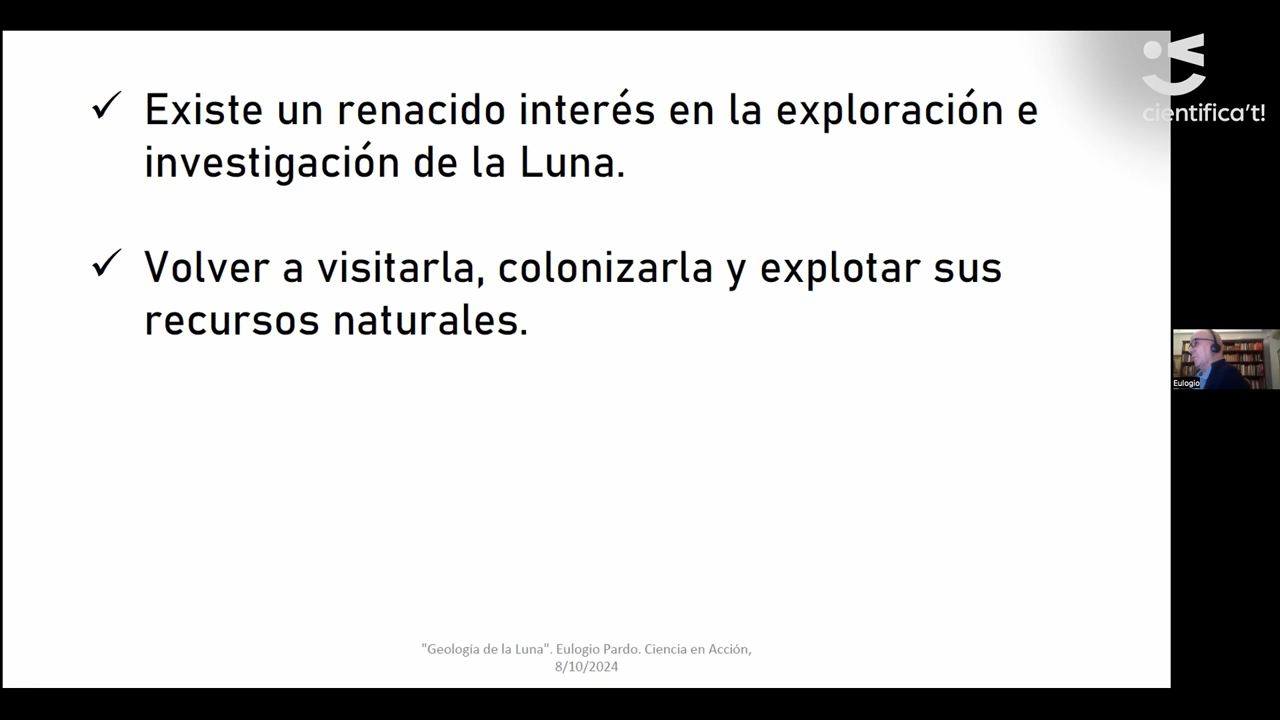 ✓ Existe un renacido interés en la exploración e
investigación de la Luna.
✓ Volver a visitarla, colonizarla y explotar sus
recursos naturales.
"Geología de la Luna". Eulogio Pardo. Ciencia en Acción,
8/10/2024
cientifica't!
Eulogio